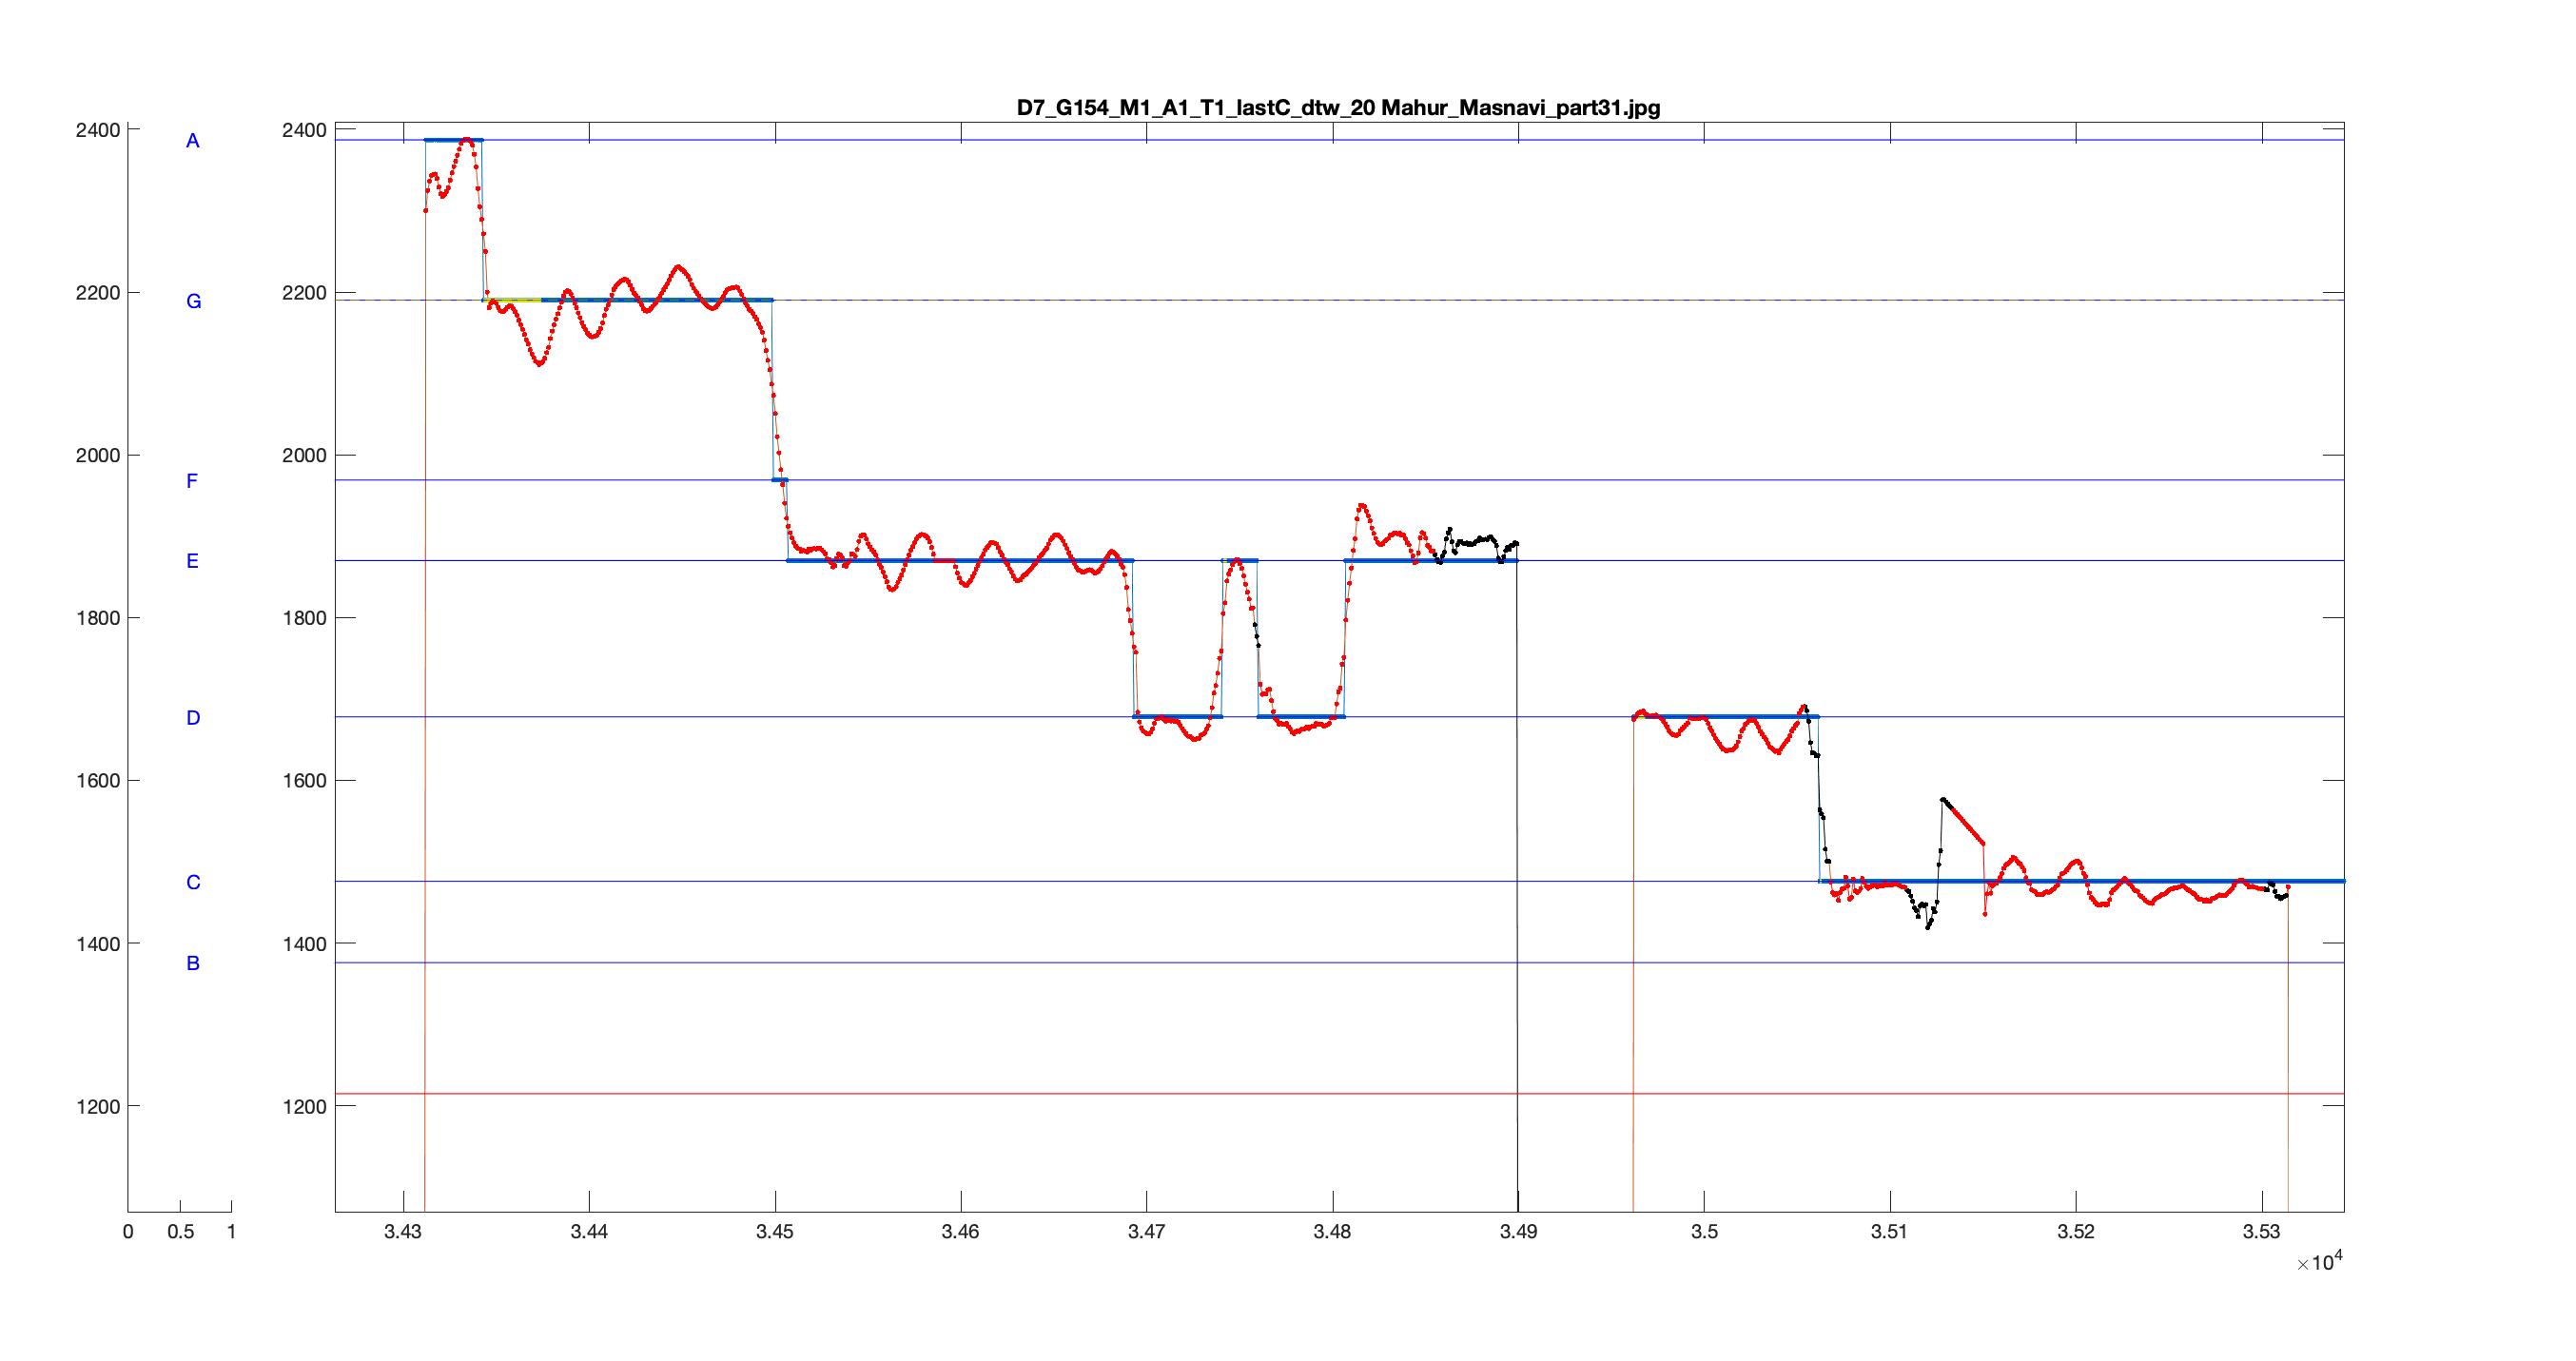 D7_G154_M1_A1_T1_lastC_dtw_20 Mahur_Masnavi_part31.jpg
2400 A 2400
2200 G 2200
2000 F 2000
E
1800 1800
D
1600 1600
C
1400 B 1400
1200 1200
0 0.5 1 3.43 3.44 3.45 3.46 3.47 3.48 3.49 3.5 3.51 3.52 3.53
×10⁴